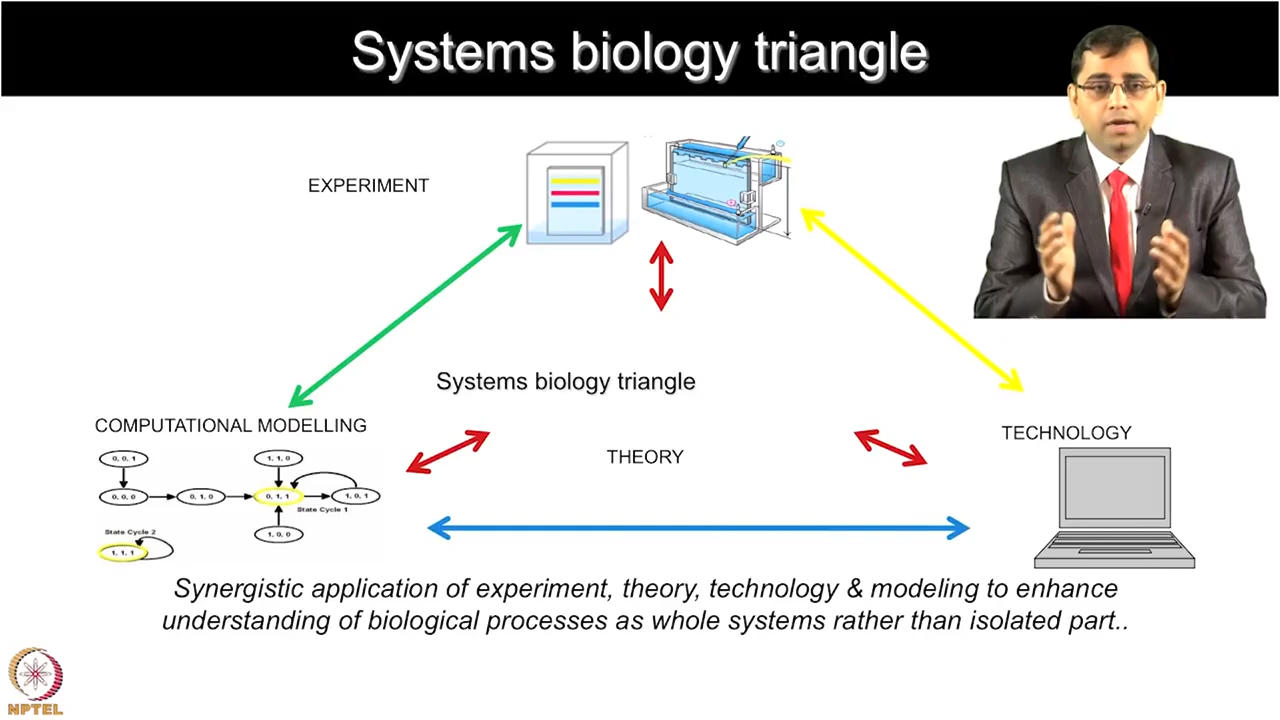 Systems biology triangle
EXPERIMENT
Systems biology triangle
COMPUTATIONAL MODELLING
TECHNOLOGY
THEORY
0, 0, 1
1, 1, 0
0, 0, 0
0, 1, 0
0, 1, 1
1, 0, 1
State Cycle 1
State Cycle 2
1, 0, 0
1, 1, 1
Synergistic application of experiment, theory, technology & modeling to enhance
understanding of biological processes as whole systems rather than isolated part..
NPTEL